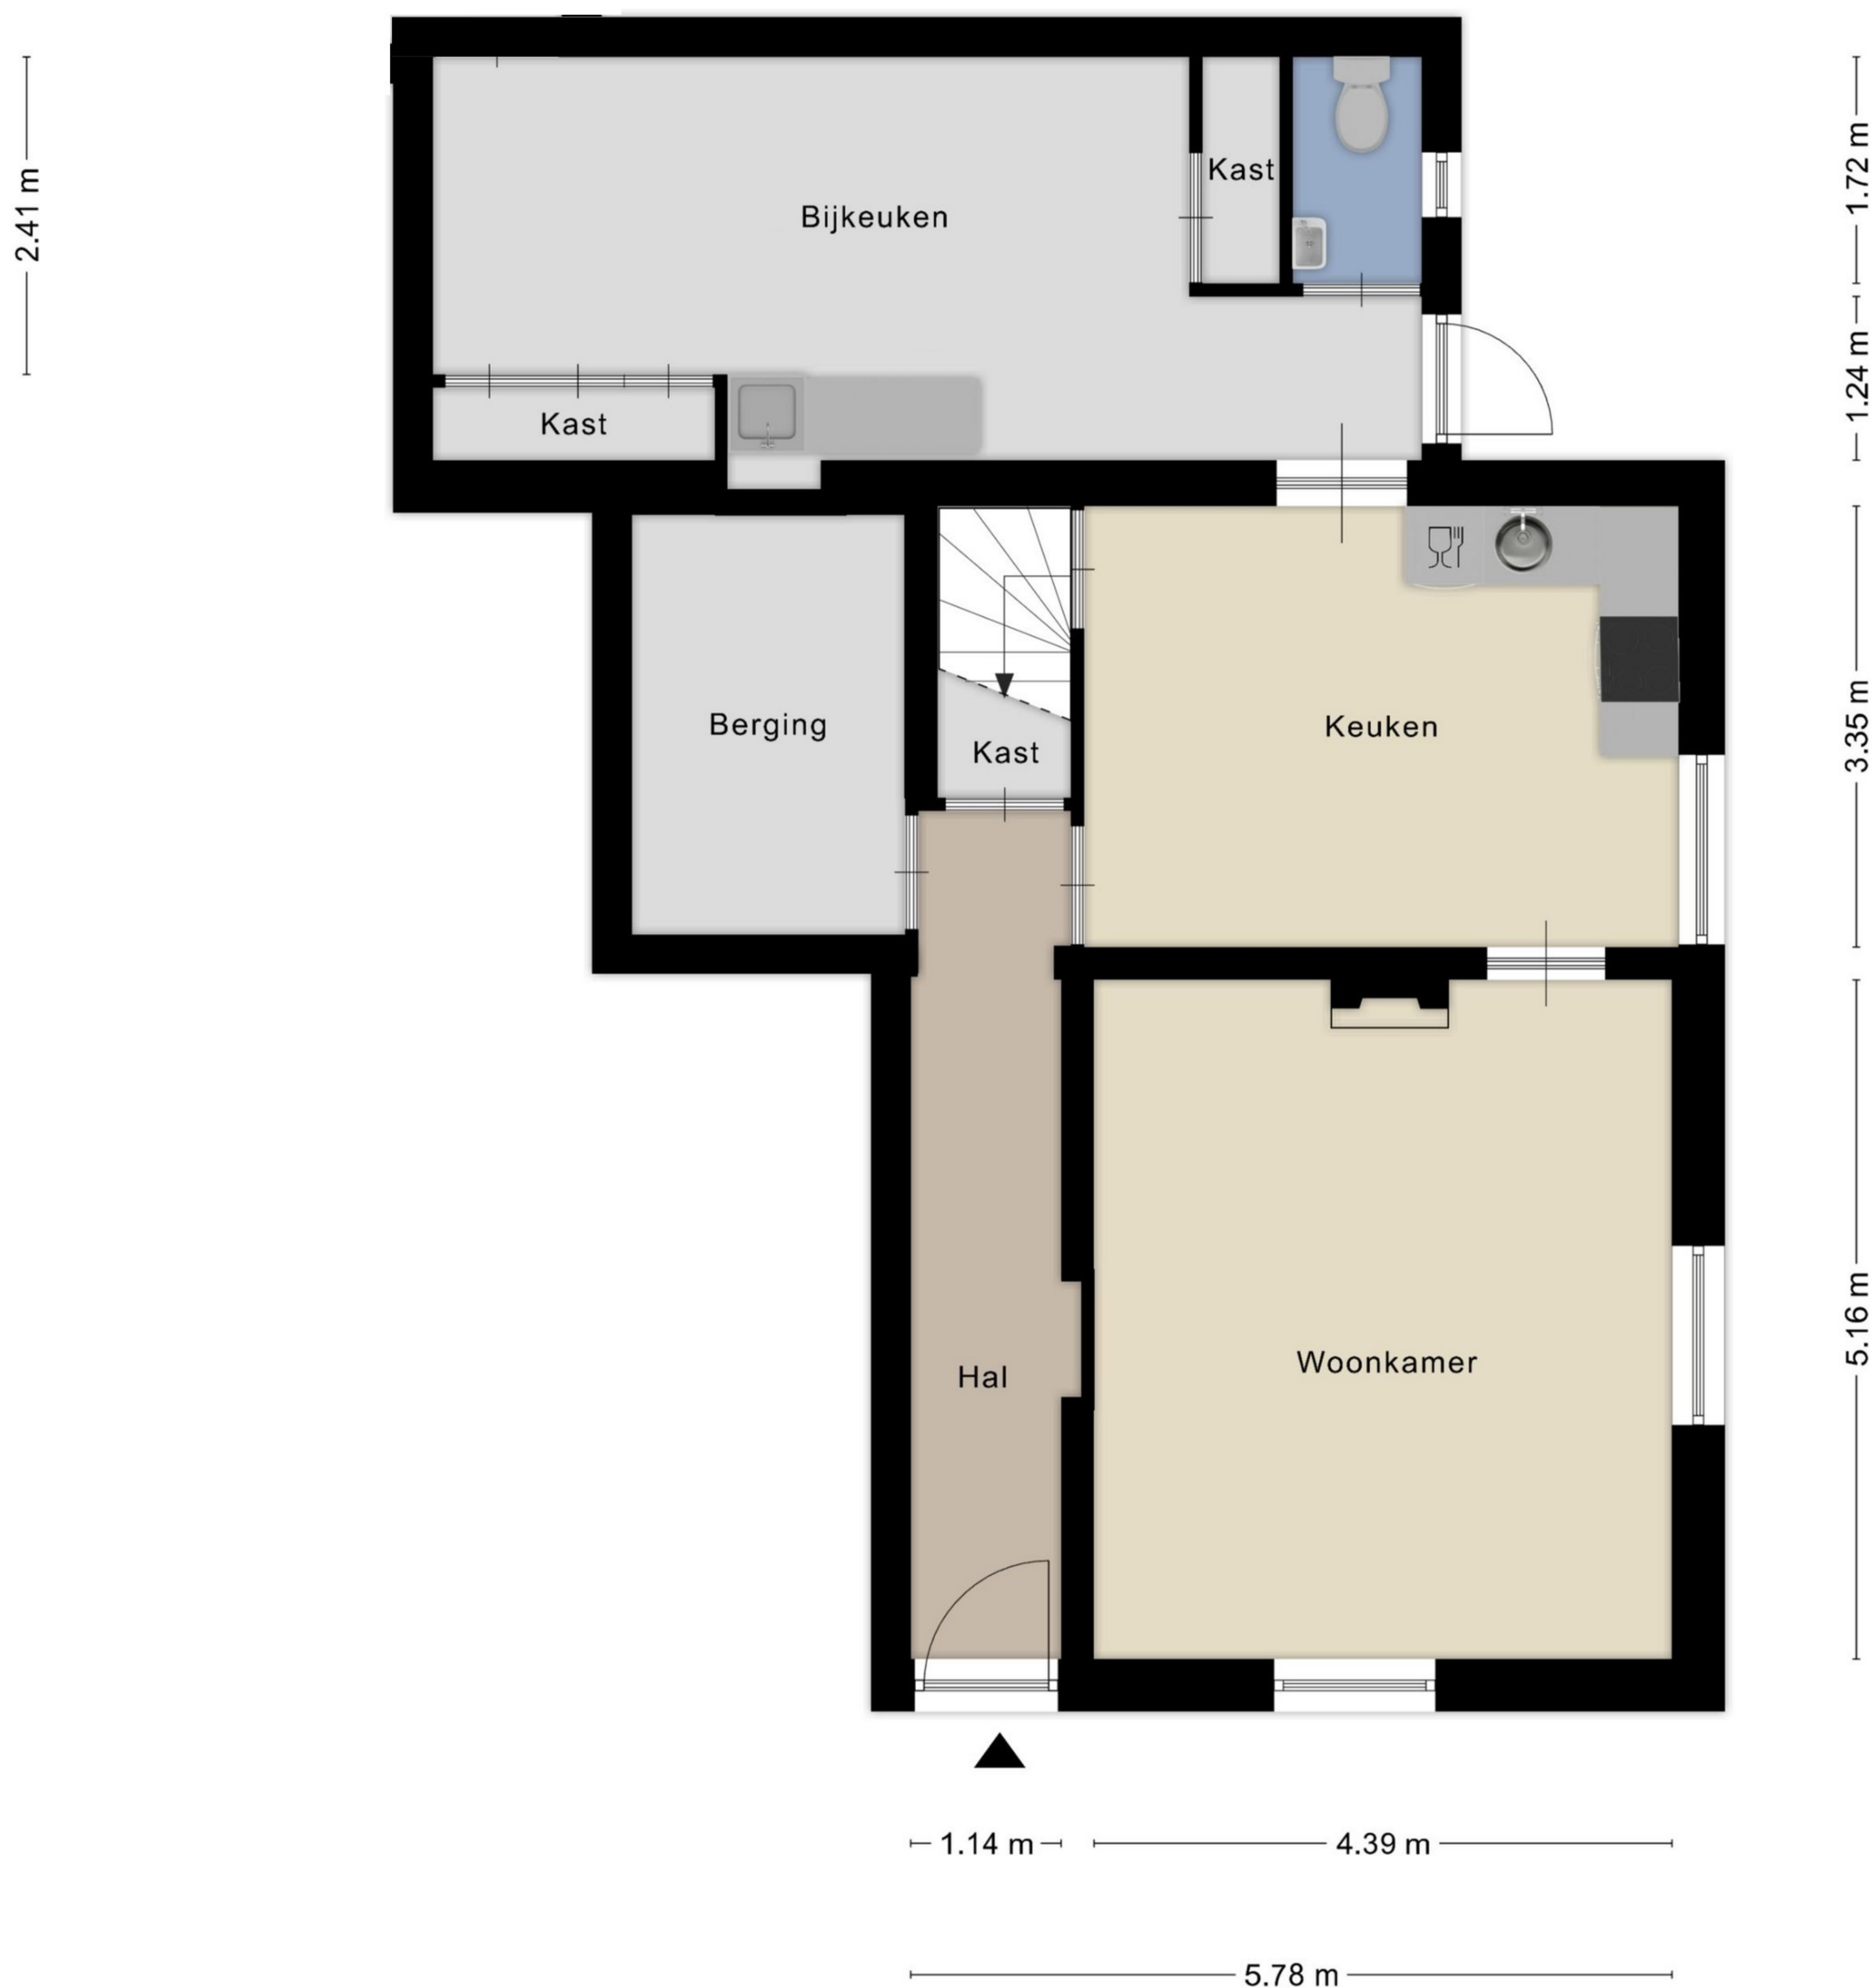 Kast
Bijkeuken
2.41 m
1.72 m
1.24 m
Kast
Berging
Kast
Keuken
3.35 m
Hal
Woonkamer
5.16 m
1.14 m
4.39 m
5.78 m